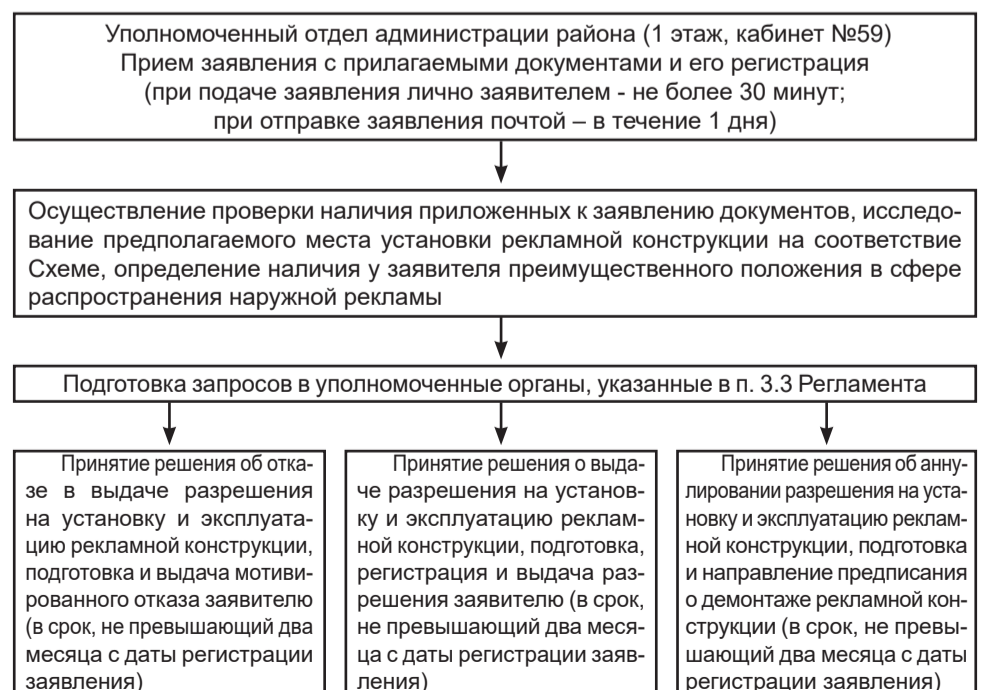 Уполномоченный отдел администрации района (1 этаж, кабинет №59)
Прием заявления с прилагаемыми документами и его регистрация
(при подаче заявления лично заявителем - не более 30 минут;
при отправке заявления почтой – в течение 1 дня)
Осуществление проверки наличия приложенных к заявлению документов, исследо-
вание предполагаемого места установки рекламной конструкции на соответствие
Схеме, определение наличия у заявителя преимущественного положения в сфере
распространения наружной рекламы
Подготовка запросов в уполномоченные органы, указанные в п. 3.3 Регламента
Принятие решения об отка-
зе в выдаче разрешения
на установку и эксплуата-
цию рекламной конструкции,
подготовка и выдача мотиви-
рованного отказа заявителю
(в срок, не превышающий два
месяца с даты регистрации
заявления)
Принятие решения о выда-
че разрешения на установ-
ку и эксплуатацию реклам-
ной конструкции, подготовка,
регистрация и выдача раз-
решения заявителю (в срок,
не превышающий два меся-
ца с даты регистрации заяв-
ления)
Принятие решения об анну-
лировании разрешения на уста-
новку и эксплуатацию реклам-
ной конструкции, подготовка
и направление предписания
о демонтаже рекламной кон-
струкции (в срок, не превы-
шающий два месяца с даты
регистрации заявления)